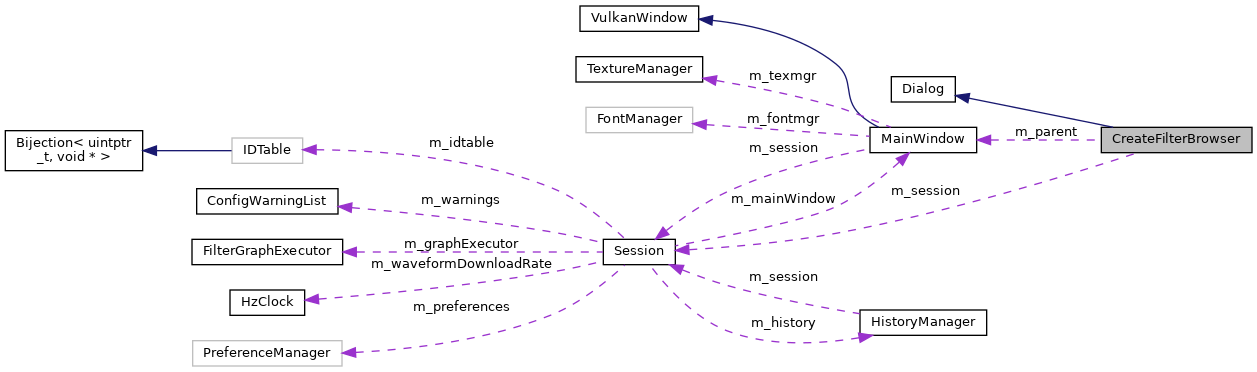 VulkanWindow
TextureManager
m_texmgr
Dialog
FontManager
m_fontmgr
MainWindow
m_parent
CreateFilterBrowser
Bijection< uintptr
_t, void * >
IDTable
m_idtable
m_session
ConfigWarningList
m_warnings
m_mainWindow
m_session
FilterGraphExecutor
m_graphExecutor
Session
m_waveformDownloadRate
HzClock
m_session
m_preferences
m_history
HistoryManager
PreferenceManager